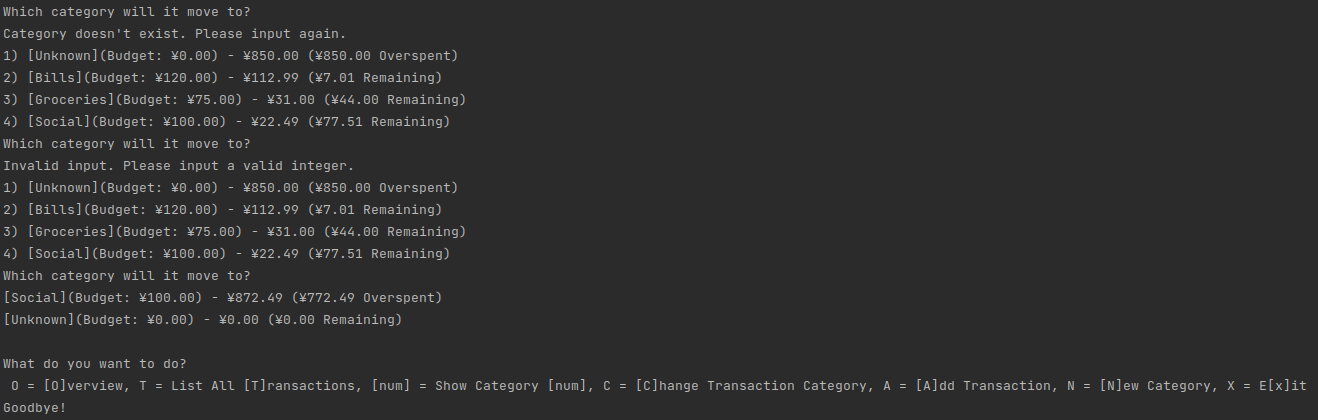 Which category will it move to?
Category doesn't exist. Please input again.
1) [Unknown](Budget: ¥0.00) - ¥850.00 (¥850.00 Overspent)
2) [Bills](Budget: ¥120.00) - ¥112.99 (¥7.01 Remaining)
3) [Groceries](Budget: ¥75.00) - ¥31.00 (¥44.00 Remaining)
4) [Social](Budget: ¥100.00) - ¥22.49 (¥77.51 Remaining)
Which category will it move to?
Invalid input. Please input a valid integer.
1) [Unknown](Budget: ¥0.00) - ¥850.00 (¥850.00 Overspent)
2) [Bills](Budget: ¥120.00) - ¥112.99 (¥7.01 Remaining)
3) [Groceries](Budget: ¥75.00) - ¥31.00 (¥44.00 Remaining)
4) [Social](Budget: ¥100.00) - ¥22.49 (¥77.51 Remaining)
Which category will it move to?
[Social](Budget: ¥100.00) - ¥872.49 (¥772.49 Overspent)
[Unknown](Budget: ¥0.00) - ¥0.00 (¥0.00 Remaining)
What do you want to do?
O = [O]verview, T = List All [T]ransactions, [num] = Show Category [num], C = [C]hange Transaction Category, A = [A]dd Transaction, N = [N]ew Category, X = E[x]it
Goodbye!